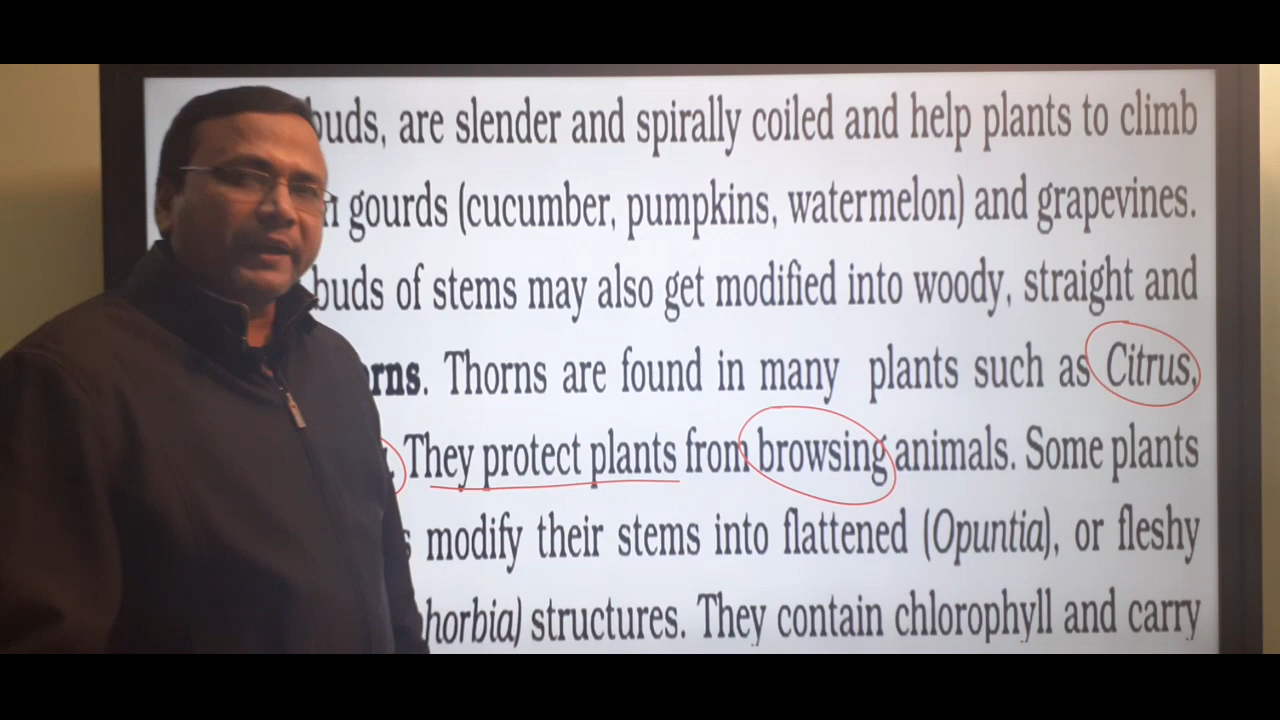 buds, are slender and spirally coiled and help plants to climb
gourds (cucumber, pumpkins, watermelon) and grapevines.
buds of stems may also get modified into woody, straight and
rns. Thorns are found in many plants such as Citrus,
They protect plants from browsing animals. Some plants
modify their stems into flattened (Opuntia), or fleshy
horbia) structures. They contain chlorophyll and carry